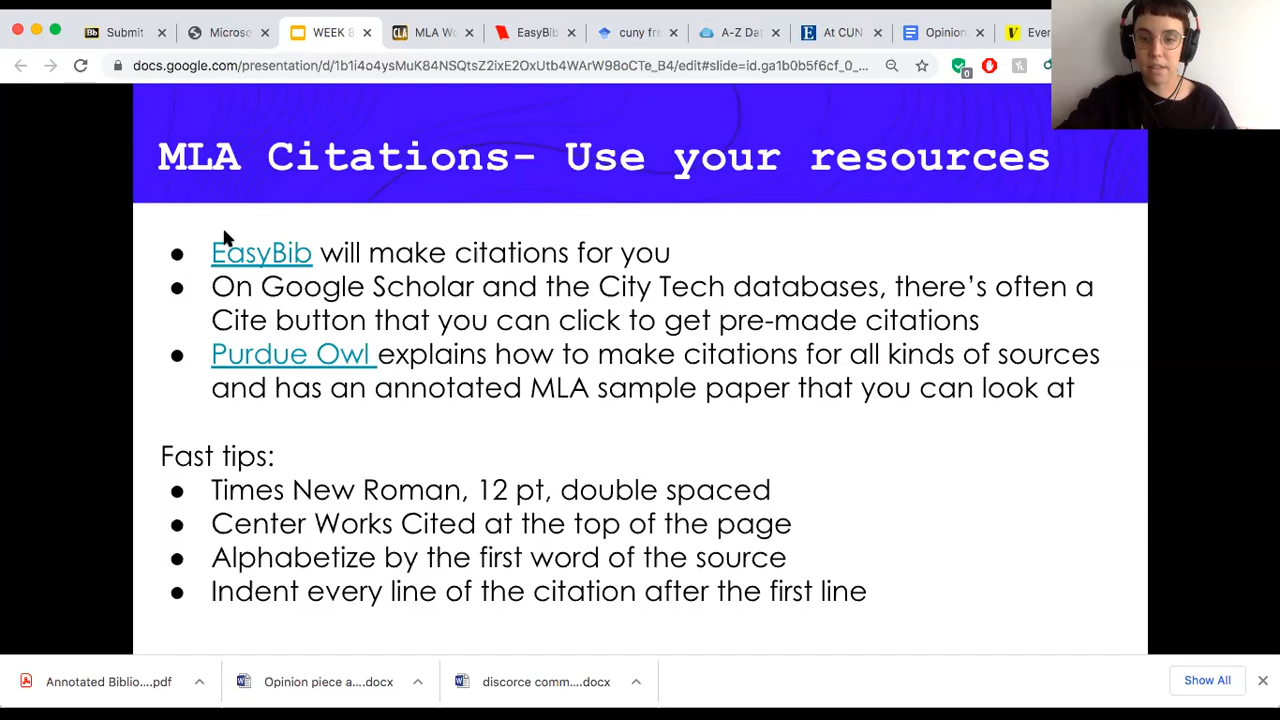 Submit
Microso
WEEK 8
MLA Wo
EasyBib
cuny fre
A-Z Dat
At CUN
Opinion
Ever
docs.google.com/presentation/d/1b1i4o4ysMuK84NSUtsZ2ixE2OxUtb4WArW98oCTe_B4/edit#slide=id.ga1b0b5f6cf_0_...
MLA Citations- Use your resources
● EasyBib will make citations for you
● On Google Scholar and the City Tech databases, there’s often a
Cite button that you can click to get pre-made citations
● Purdue Owl explains how to make citations for all kinds of sources
and has an annotated MLA sample paper that you can look at
Fast tips:
● Times New Roman, 12 pt, double spaced
● Center Works Cited at the top of the page
● Alphabetize by the first word of the source
● Indent every line of the citation after the first line
Annotated Biblio....pdf
Opinion piece a....docx
discorce comm....docx
Show All